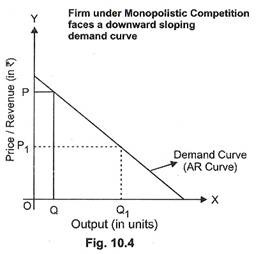 Firm under Monopolistic Competition
faces a downward sloping
demand curve
Y
Price / Revenue (in ₹)
P
P1
Demand Curve
(AR Curve)
O
Q
Q1
X
Output (in units)
Fig. 10.4